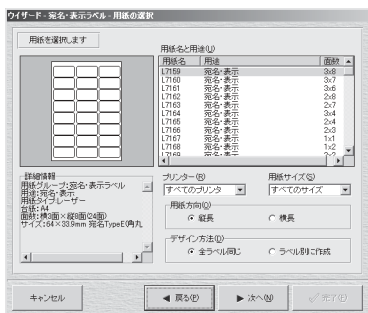 ウイザード - 宛名・表示ラベル - 用紙の選択
用紙を選択します
用紙名と用途(U)
用紙名 用途 面数
L7159 宛名・表示 3x8
L7160 宛名・表示 3x7
L7161 宛名・表示 3x6
L7162 宛名・表示 2x8
L7163 宛名・表示 2x7
L7164 宛名・表示 3x4
L7165 宛名・表示 2x4
L7166 宛名・表示 2x3
L7167 宛名・表示 1x1
L7168 宛名・表示 1x2
L7169 宛名・表示 2x2
詳細情報
用紙グループ:宛名・表示ラベル
用途:宛名・表示
用紙タイプ:レーザー
台紙:A4
面数:横3面×縦8面(24面)
サイズ:64×33.9mm 宛名TypeE(角丸
プリンター(R)
すべてのプリンタ
用紙サイズ(S)
すべてのサイズ
用紙方向(O)
縦長
横長
デザイン方法(D)
全ラベル同じ
ラベル別に作成
キャンセル
戻る(P)
次へ(N)
完了(F)